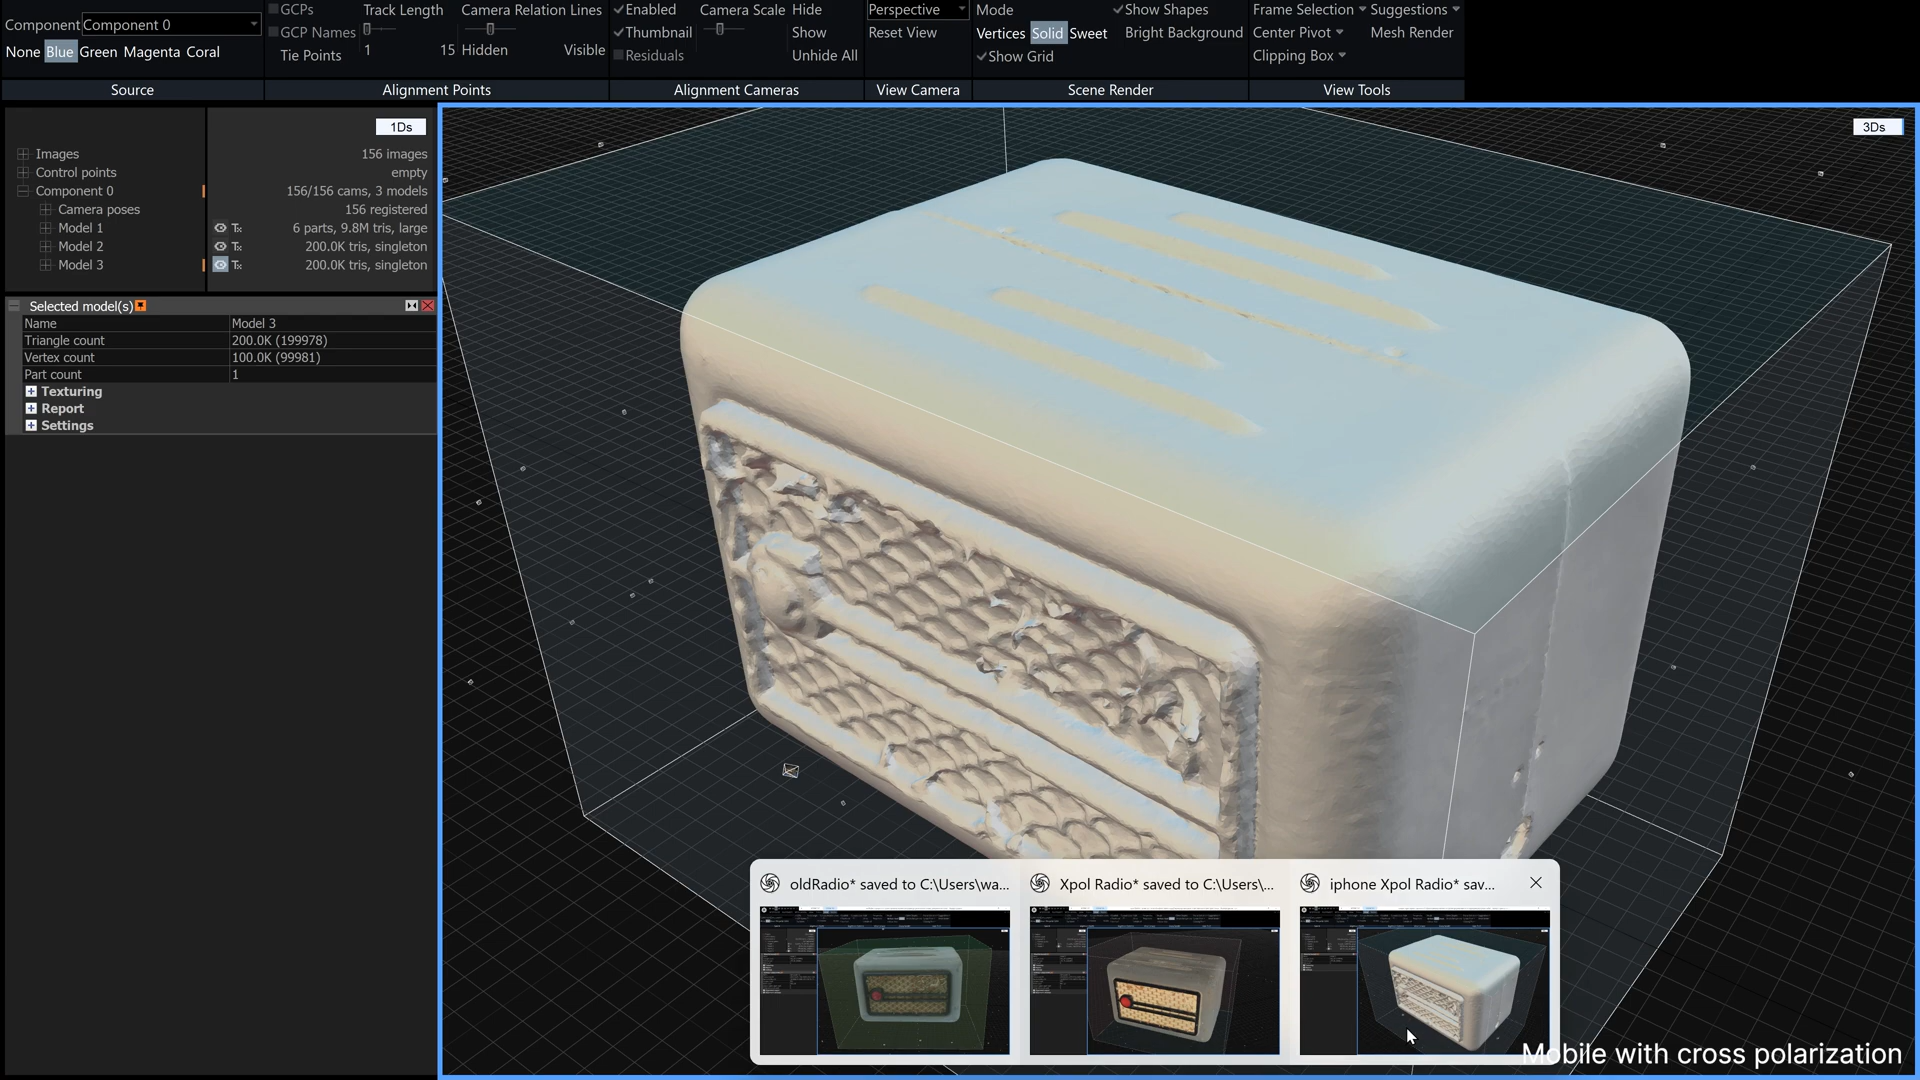 Component Component 0
None Blue Green Magenta Coral
Source
GCPs
GCP Names
Tie Points
Track Length
1 15
Camera Relation Lines
Hidden Visible
Alignment Points
Enabled
Thumbnail
Residuals
Camera Scale
Hide
Show
Unhide All
Alignment Cameras
Perspective
Reset View
View Camera
Mode
Vertices Solid Sweet
Show Grid
Show Shapes
Bright Background
Scene Render
Frame Selection
Center Pivot
Clipping Box
Suggestions
Mesh Render
View Tools
1Ds
Images 156 images
Control points empty
Component 0 156/156 cams, 3 models
Camera poses 156 registered
Model 1 Tx 6 parts, 9.8M tris, large
Model 2 Tx 200.0K tris, singleton
Model 3 Tx 200.0K tris, singleton
Selected model(s)
Name Model 3
Triangle count 200.0K (199978)
Vertex count 100.0K (99981)
Part count 1
Texturing
Report
Settings
3Ds
oldRadio* saved to C:\Users\wa...
Xpol Radio* saved to C:\Users\...
iphone Xpol Radio* sav...
Mobile with cross polarization